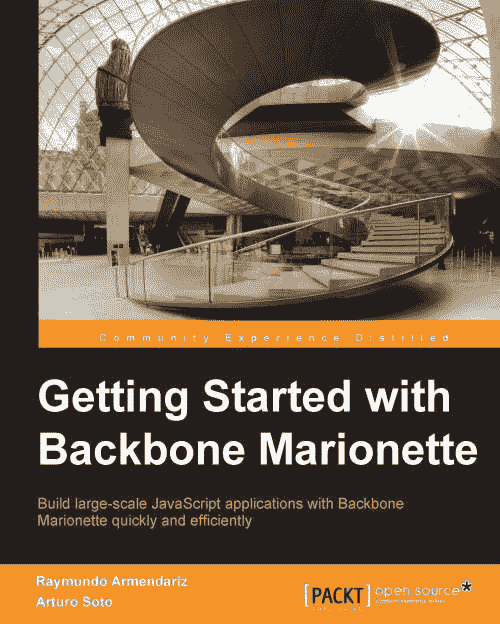 Community Experience Distilled
Getting Started with
Backbone Marionette
Build large-scale JavaScript applications with Backbone
Marionette quickly and efficiently
Raymundo Armendariz
Arturo Soto
[PACKT] open source*